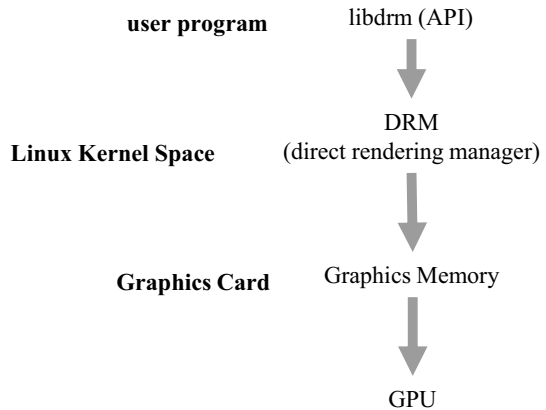 user program
libdrm (API)
DRM
(direct rendering manager)
Linux Kernel Space
Graphics Card
Graphics Memory
GPU